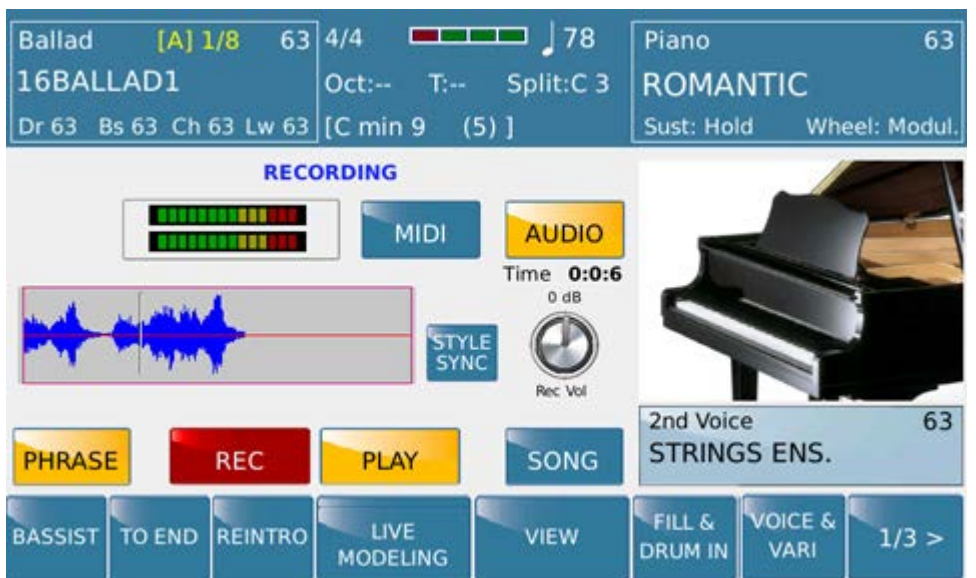 Ballad [A] 1/8 63
16BALLAD1
Dr 63 Bs 63 Ch 63 Lw 63
4/4 78
Oct:-- T:-- Split:C 3
[C min 9 (5) ]
Piano 63
ROMANTIC
Sust: Hold Wheel: Modul.
RECORDING
MIDI
AUDIO
Time 0:0:6
0 dB
STYLE
SYNC
Rec Vol
2nd Voice 63
STRINGS ENS.
PHRASE
REC
PLAY
SONG
BASSIST
TO END
REINTRO
LIVE
MODELING
VIEW
FILL &
DRUM IN
VOICE &
VARI
1/3 >